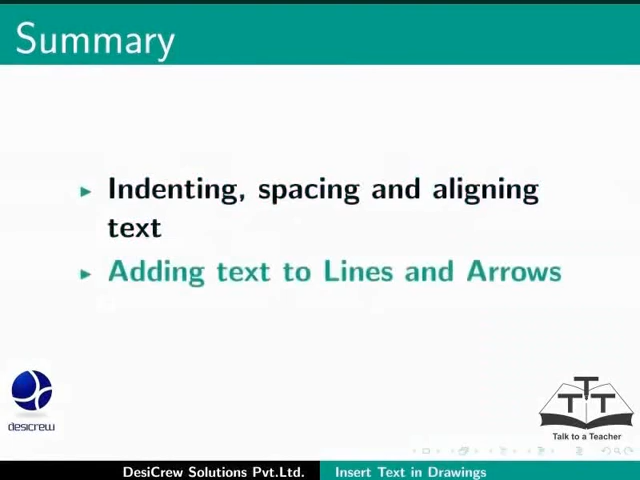 Summary
Indenting, spacing and aligning
text
Adding text to Lines and Arrows
desicrew
TTT
Talk to a Teacher
DesiCrew Solutions Pvt.Ltd. Insert Text in Drawings